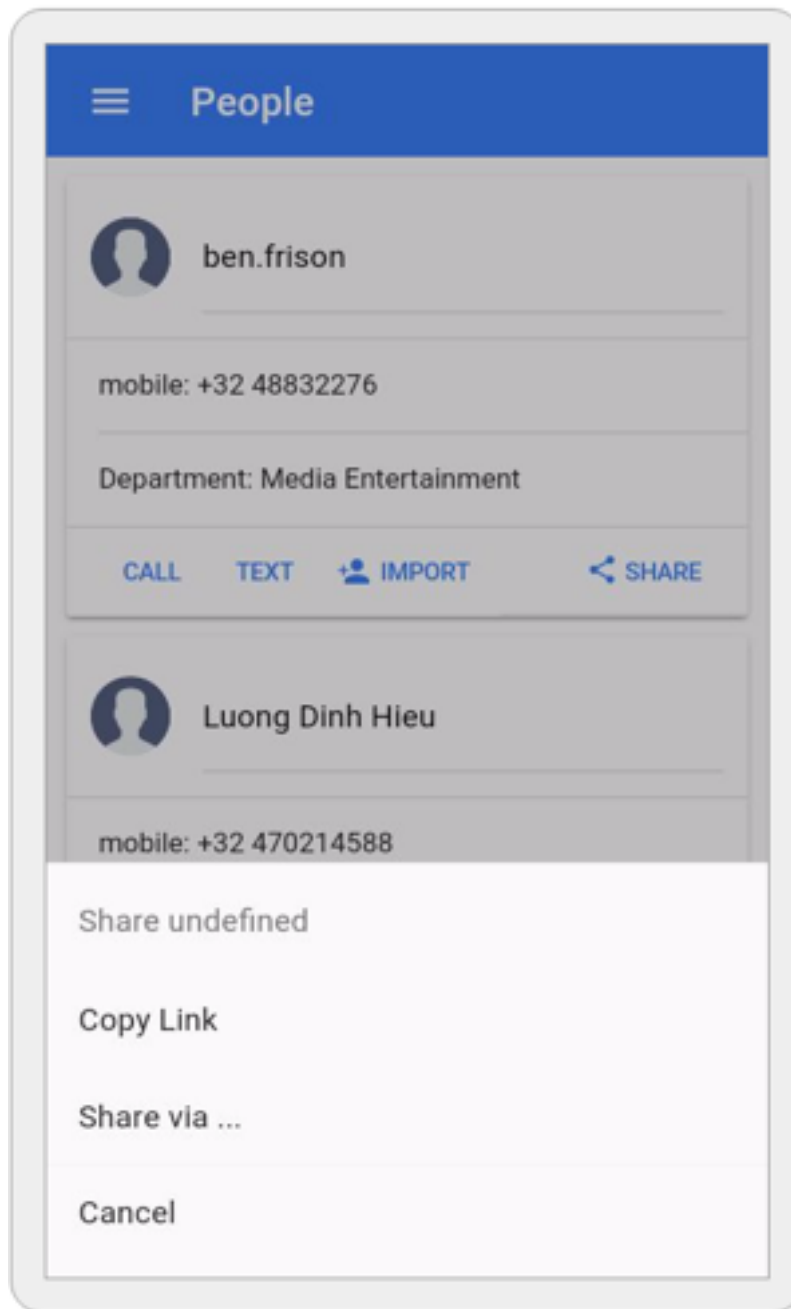 People
ben.frison
mobile: +32 48832276
Department: Media Entertainment
CALL TEXT IMPORT SHARE
Luong Dinh Hieu
mobile: +32 470214588
Share undefined
Copy Link
Share via ...
Cancel